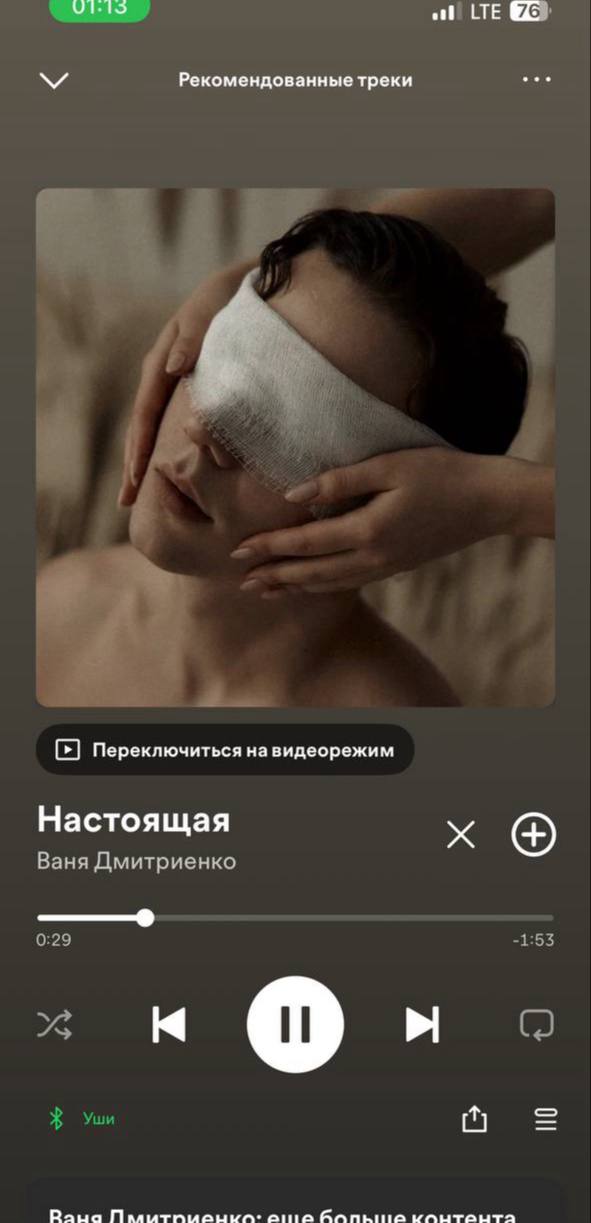 01:13
LTE 76
Рекомендованные треки
Переключиться на видеорежим
Настоящая
Ваня Дмитриенко
0:29
-1:53
Уши
Ваня Дмитриенко: еще больше контента